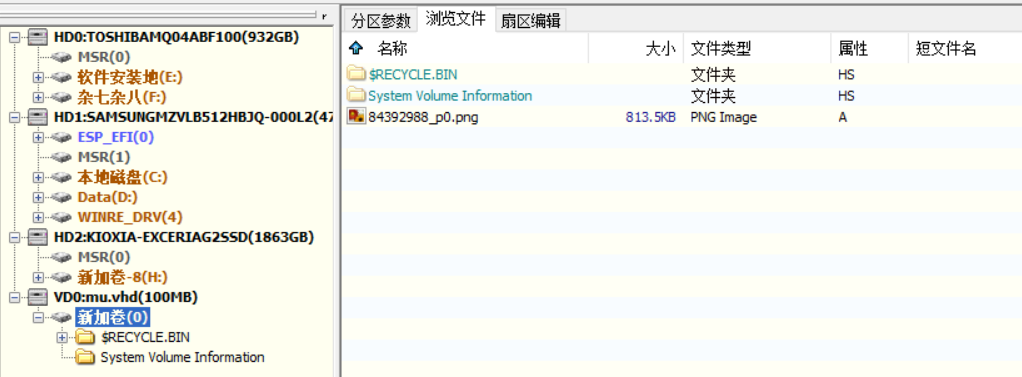 HD0:TOSHIBAMQ04ABF100(932GB)
MSR(0)
软件安装地(E:)
杂七杂八(F:)
HD1:SAMSUNGMZVLB512HBJQ-000L2(47
ESP_EFI(0)
MSR(1)
本地磁盘(C:)
Data(D:)
WINRE_DRV(4)
HD2:KIOXIA-EXCERIAG2SSD(1863GB)
MSR(0)
新加卷-8(H:)
VD0:mu.vhd(100MB)
新加卷(0)
$RECYCLE.BIN
System Volume Information
分区参数 浏览文件 扇区编辑
名称 大小 文件类型 属性 短文件名
$RECYCLE.BIN 文件夹 HS
System Volume Information 文件夹 HS
84392988_p0.png 813.5KB PNG Image A